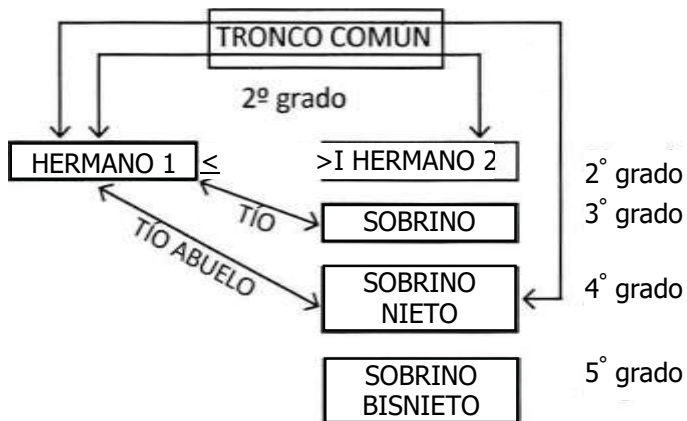 TRONCO COMÚN
2º grado
HERMANO 1 < >I HERMANO 2 2° grado
TÍO SOBRINO 3° grado
TÍO ABUELO
SOBRINO
NIETO
4° grado
SOBRINO
BISNIETO
5° grado